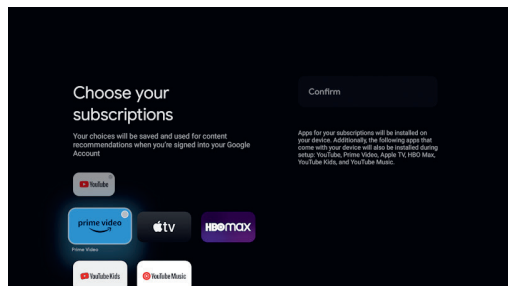 Choose your
subscriptions
Your choices will be saved and used for content
recommendations when you're signed into your Google
Account
YouTube
prime video
tv
HBOmax
Prime Video
YouTube Kids
YouTube Music
Confirm
Apps for your subscriptions will be installed on
your device. Additionally, the following apps that
come with your device will also be installed during
setup: YouTube, Prime Video, Apple TV, HBO Max,
YouTube Kids, and YouTube Music.